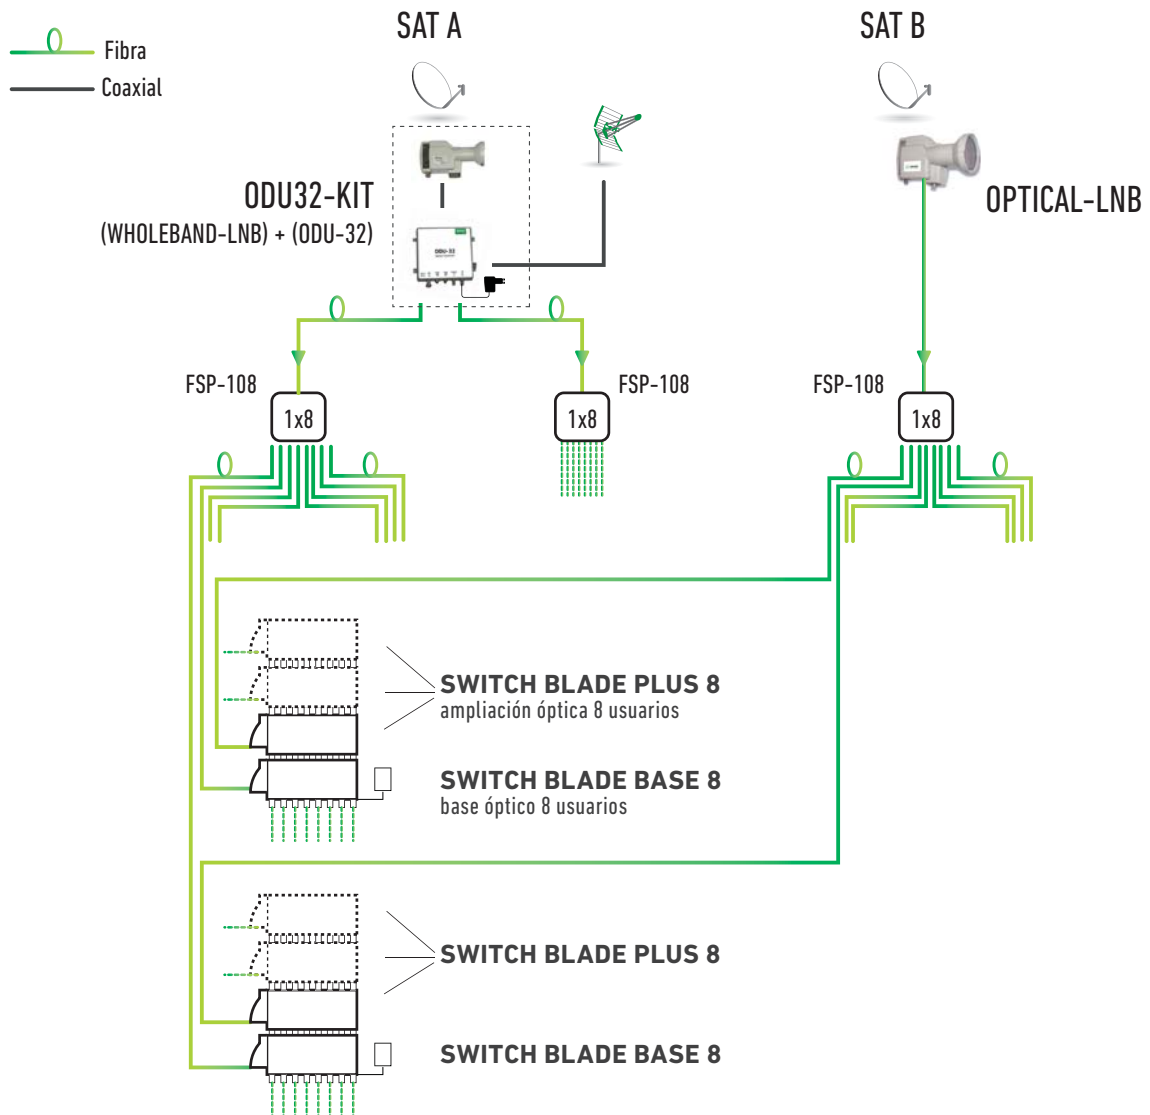 SAT A
SAT B
Fibra
Coaxial
ODU32-KIT
(WHOLEBAND-LNB) + (ODU-32)
ODU-32
OPTICAL-LNB
FSP-108
1x8
FSP-108
1x8
FSP-108
1x8
SWITCH BLADE PLUS 8
ampliación óptica 8 usuarios
SWITCH BLADE BASE 8
base óptico 8 usuarios
SWITCH BLADE PLUS 8
SWITCH BLADE BASE 8